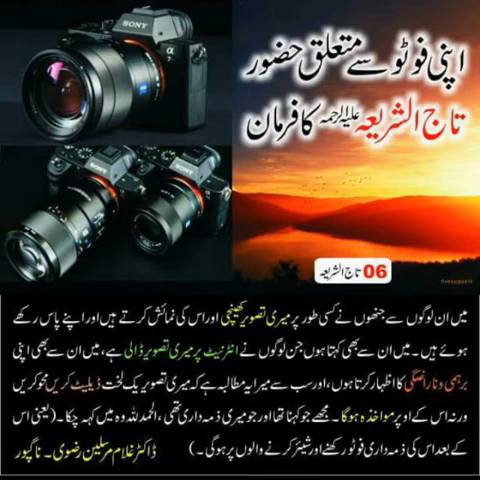 SONY
α
SONY
SONY
اپنی فوٹو سے متعلق حضور
تاج الشریعہ علیہ الرحمہ کا فرمان
06 تاج الشریعہ
میں ان لوگوں سے جنھوں نے کسی طور پر میری تصویر کھینچی اور اس کی نمائش کرتے ہیں اور اپنے پاس رکھے
ہوئے ہیں۔ میں ان سے بھی کہتا ہوں جن لوگوں نے انٹرنیٹ پر میری تصویر ڈالی ہے، میں ان سے بھی اپنی
برہمی و ناراضگی کا اظہار کرتا ہوں، اور سب سے میرا یہ مطالبہ ہے کہ میری تصویر یک لخت ڈیلیٹ کریں محو کریں
ورنہ اس کے اوپر مواخذہ ہوگا۔ مجھے جو کہنا تھا اور جو میری ذمہ داری تھی، الحمد للہ وہ میں کہہ چکا۔ (یعنی اس
کے بعد اس کی ذمہ داری فوٹو رکھنے اور شیئر کرنے والوں پر ہوگی۔) ڈاکٹر غلام مرسلین رضوی۔ ناگپور